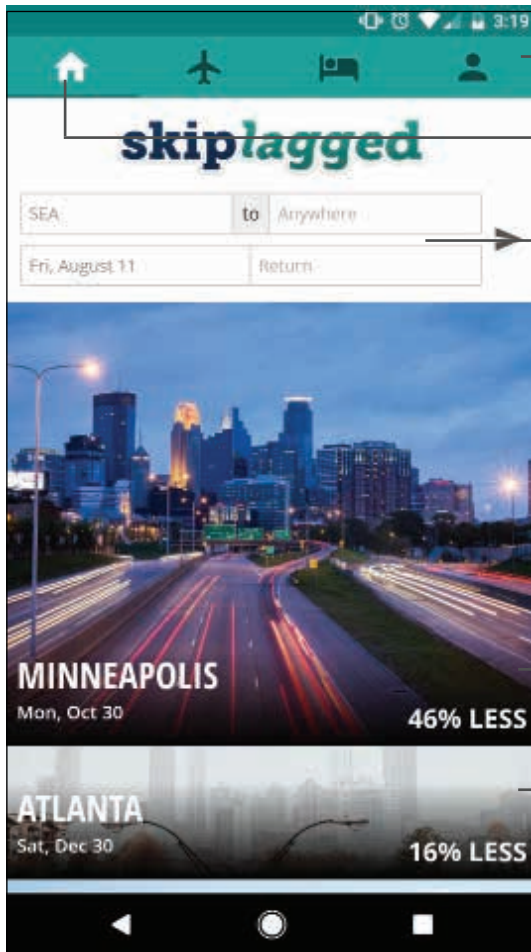 3:19
skiplagged
SEA to Anywhere
Fri, August 11 Return
MINNEAPOLIS
Mon, Oct 30
46% LESS
ATLANTA
Sat, Dec 30
16% LESS